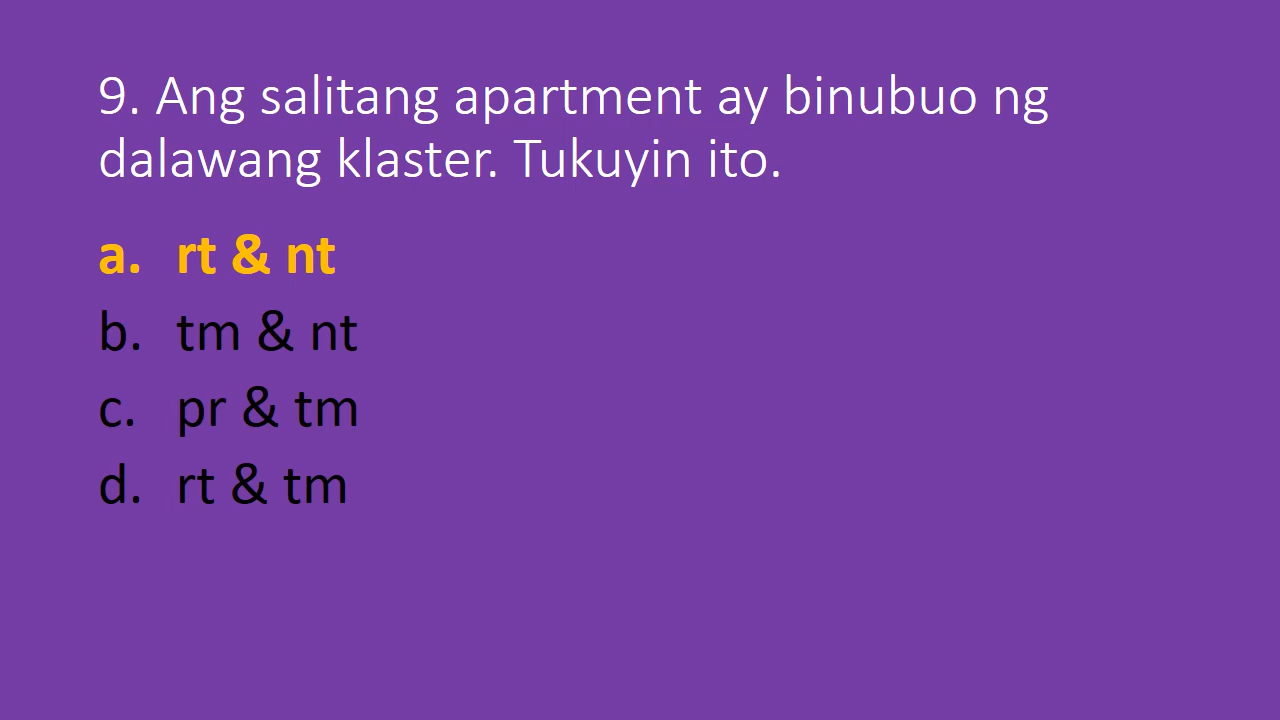 9. Ang salitang apartment ay binubuo ng
dalawang klaster. Tukuyin ito.
a. rt & nt
b. tm & nt
c. pr & tm
d. rt & tm